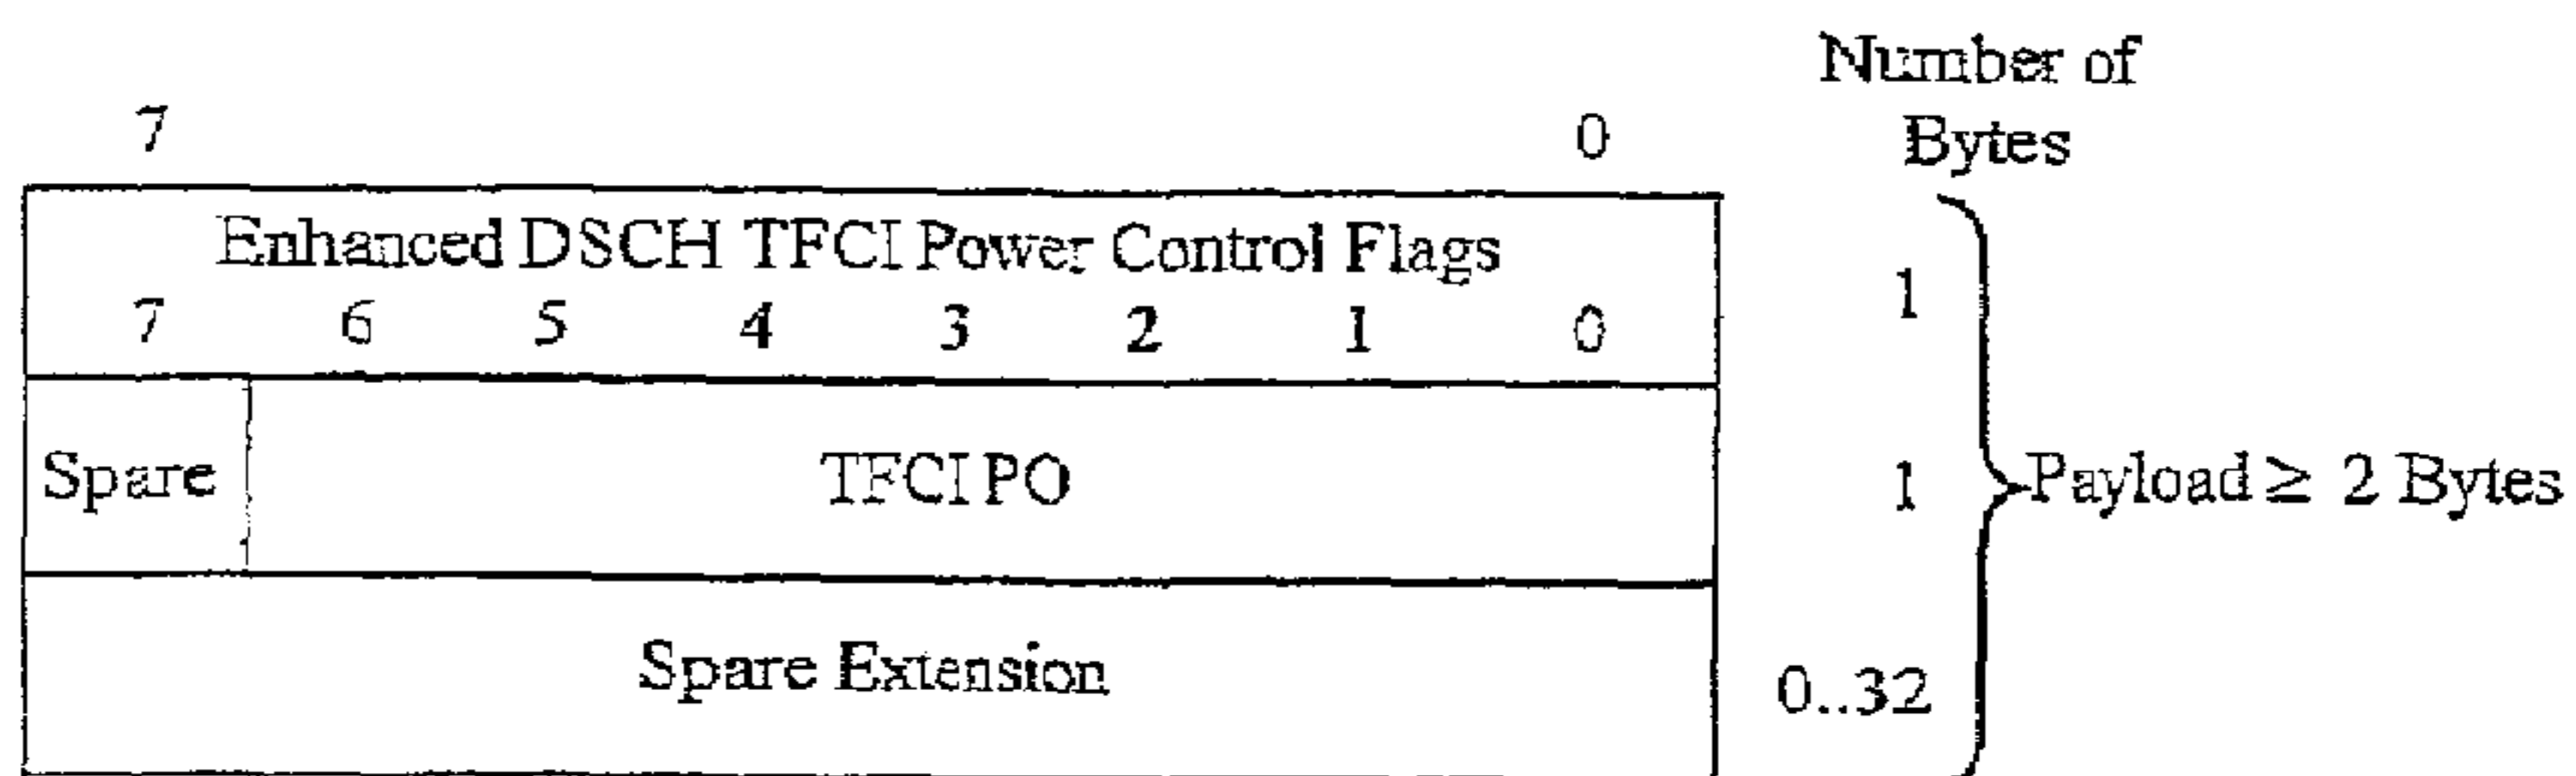 Number of
Bytes
7 0
Enhanced DSCH TFCI Power Control Flags
7 6 5 4 3 2 1 0
1
Spare
TFCI PO
1
Payload ≥ 2 Bytes
Spare Extension
0..32